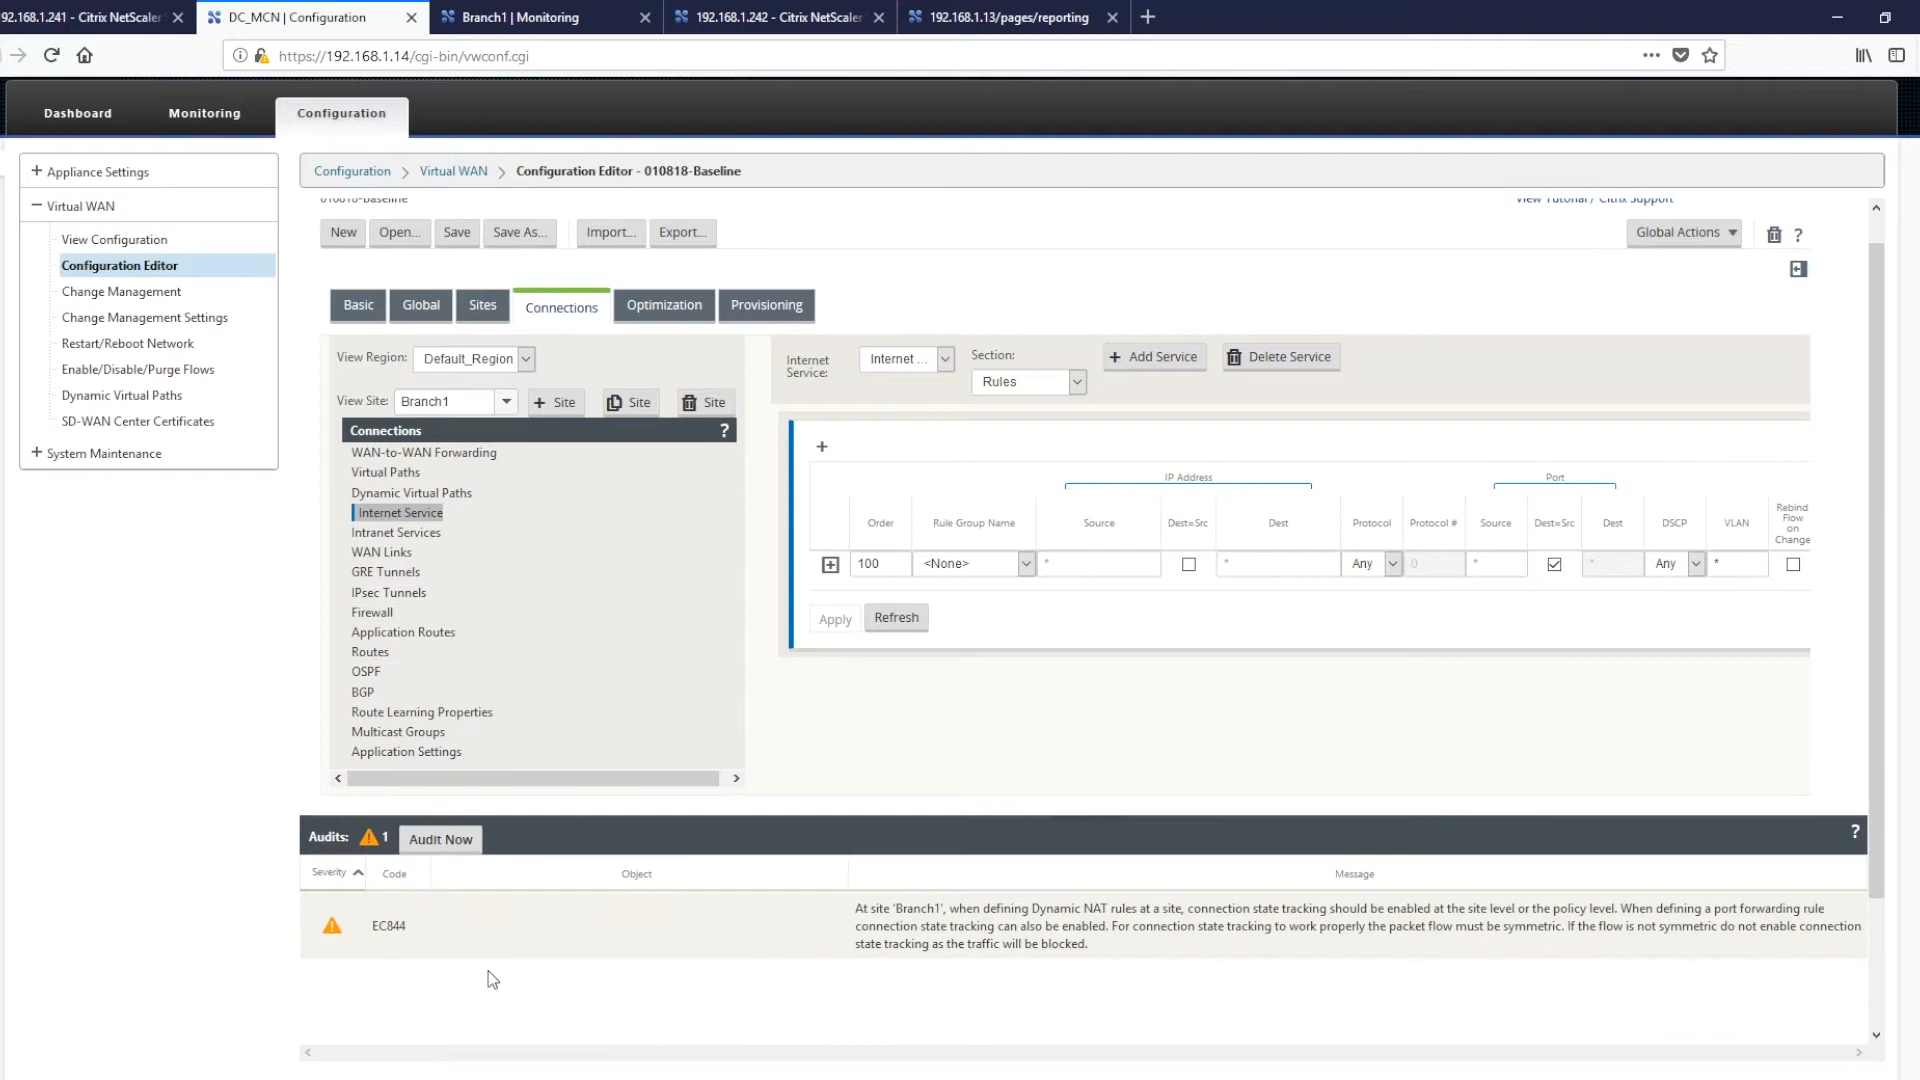 92.168.1.241 - Citrix NetScaler
DC_MCN | Configuration
Branch1 | Monitoring
192.168.1.242 - Citrix NetScaler
192.168.1.13/pages/reporting
https://192.168.1.14/cgi-bin/vwconf.cgi
Dashboard
Monitoring
Configuration
Appliance Settings
Virtual WAN
View Configuration
Configuration Editor
Change Management
Change Management Settings
Restart/Reboot Network
Enable/Disable/Purge Flows
Dynamic Virtual Paths
SD-WAN Center Certificates
System Maintenance
Configuration > Virtual WAN > Configuration Editor - 010818-Baseline
010818-Baseline
View Tutorial / Citrix Support
New
Open...
Save
Save As...
Import...
Export...
Global Actions
?
Basic
Global
Sites
Connections
Optimization
Provisioning
View Region: Default_Region
View Site: Branch1
+ Site
Site
Site
Connections ?
WAN-to-WAN Forwarding
Virtual Paths
Dynamic Virtual Paths
Internet Service
Intranet Services
WAN Links
GRE Tunnels
IPsec Tunnels
Firewall
Application Routes
Routes
OSPF
BGP
Route Learning Properties
Multicast Groups
Application Settings
Internet Service:
Internet ...
Section:
Rules
+ Add Service
Delete Service
+
IP Address
Port
Order
Rule Group Name
Source
Dest=Src
Dest
Protocol
Protocol #
Source
Dest=Src
Dest
DSCP
VLAN
Rebind Flow on Change
100 <None> * * Any 0 * * Any *
Apply
Refresh
Audits: 1 Audit Now ?
Severity Code Object Message
EC844
At site 'Branch1', when defining Dynamic NAT rules at a site, connection state tracking should be enabled at the site level or the policy level. When defining a port forwarding rule
connection state tracking can also be enabled. For connection state tracking to work properly the packet flow must be symmetric. If the flow is not symmetric do not enable connection
state tracking as the traffic will be blocked.